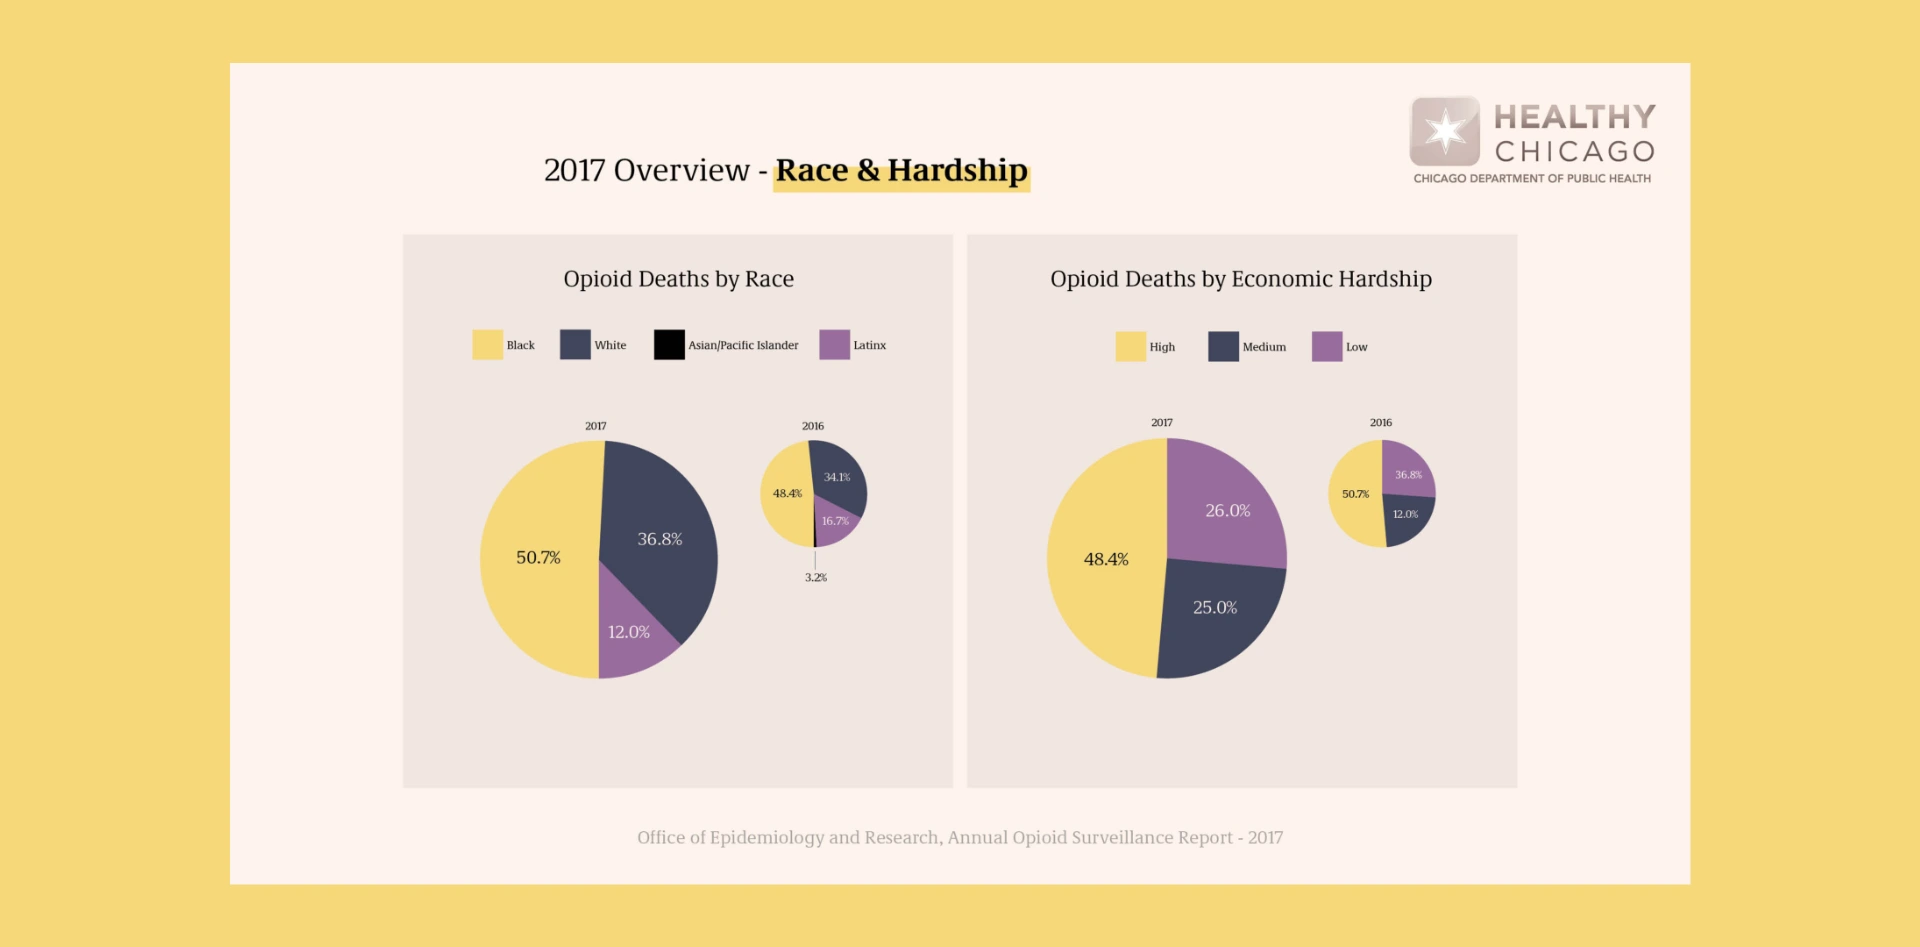 HEALTHY
CHICAGO
CHICAGO DEPARTMENT OF PUBLIC HEALTH
2017 Overview - Race & Hardship
Opioid Deaths by Race
Black White Asian/Pacific Islander Latinx
2017
50.7%
36.8%
12.0%
2016
48.4%
34.1%
16.7%
3.2%
Opioid Deaths by Economic Hardship
High Medium Low
2017
48.4%
26.0%
25.0%
2016
50.7%
36.8%
12.0%
Office of Epidemiology and Research, Annual Opioid Surveillance Report - 2017